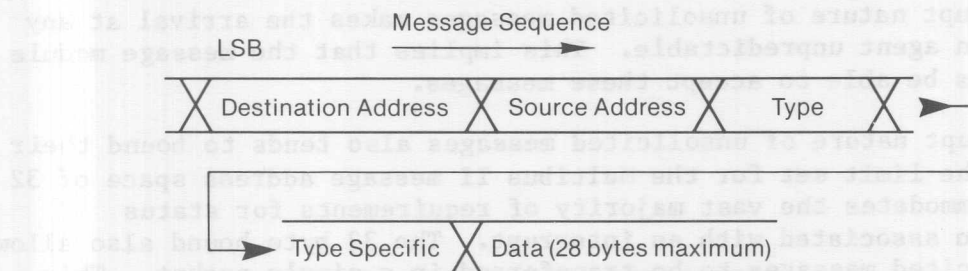 Message Sequence
LSB
Destination Address Source Address Type
Type Specific Data (28 bytes maximum)